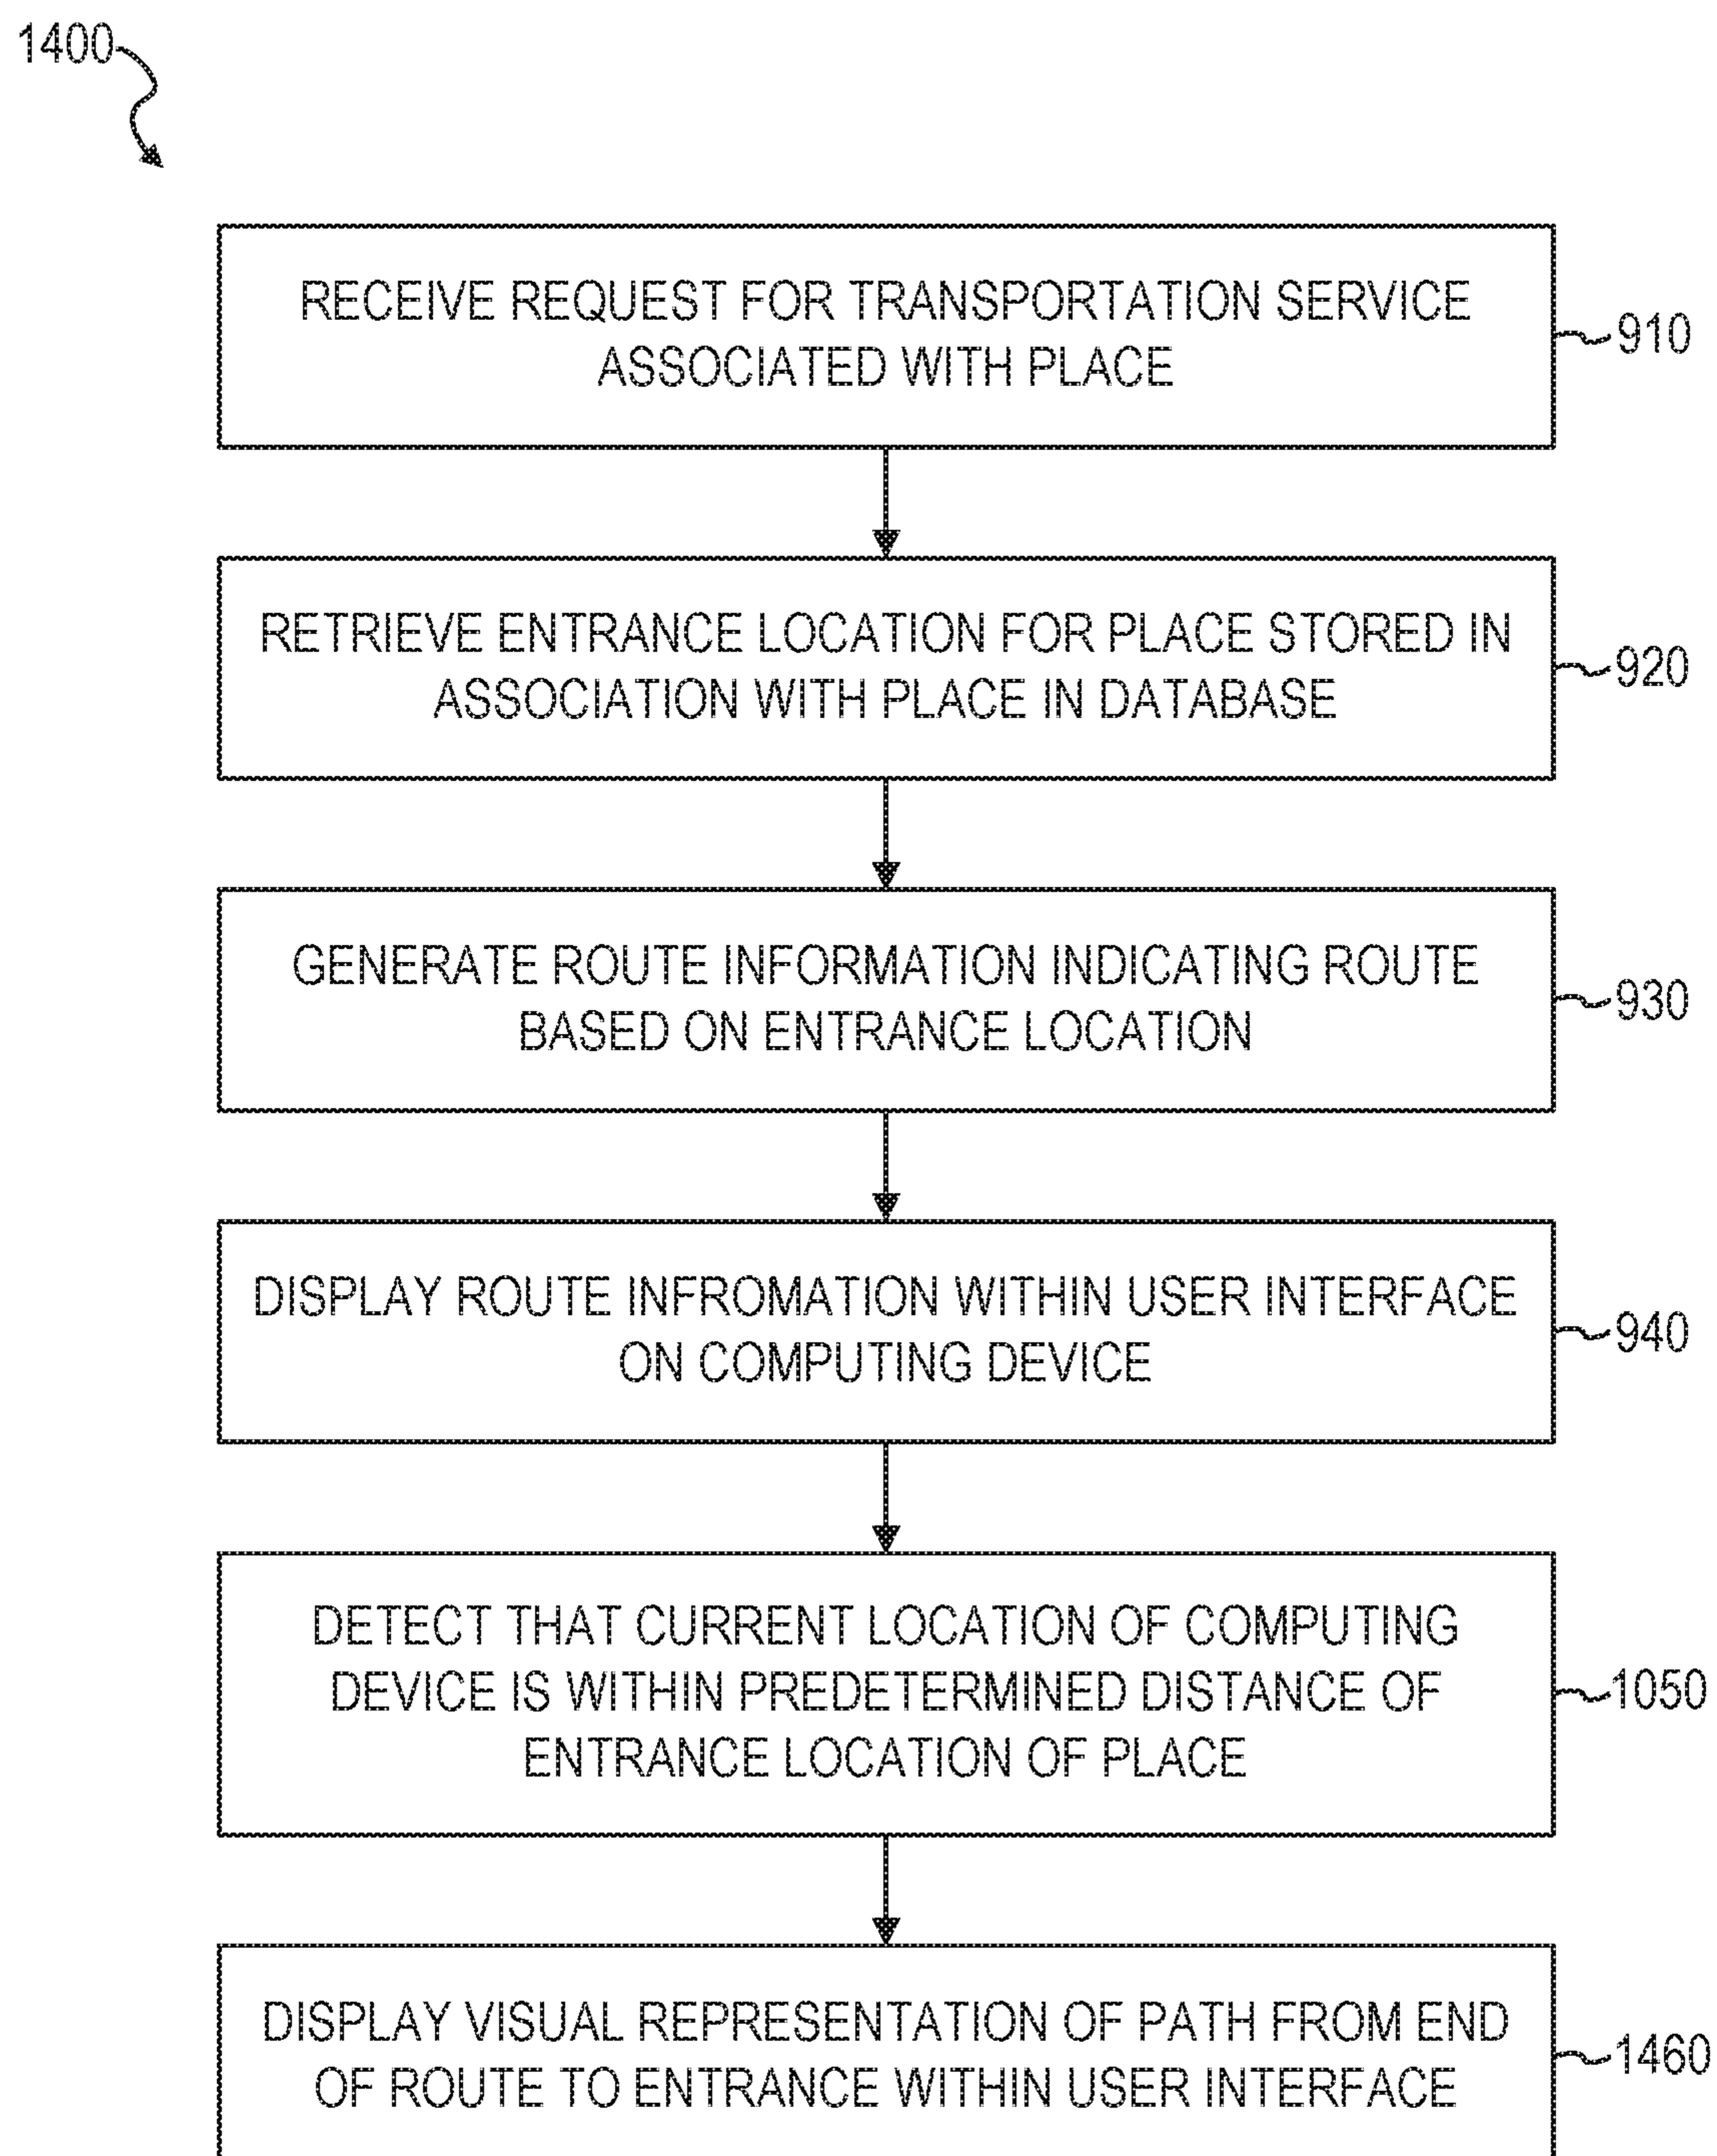 1400
RECEIVE REQUEST FOR TRANSPORTATION SERVICE
ASSOCIATED WITH PLACE
910
RETRIEVE ENTRANCE LOCATION FOR PLACE STORED IN
ASSOCIATION WITH PLACE IN DATABASE
920
GENERATE ROUTE INFORMATION INDICATING ROUTE
BASED ON ENTRANCE LOCATION
930
DISPLAY ROUTE INFROMATION WITHIN USER INTERFACE
ON COMPUTING DEVICE
940
DETECT THAT CURRENT LOCATION OF COMPUTING
DEVICE IS WITHIN PREDETERMINED DISTANCE OF
ENTRANCE LOCATION OF PLACE
1050
DISPLAY VISUAL REPRESENTATION OF PATH FROM END
OF ROUTE TO ENTRANCE WITHIN USER INTERFACE
1460